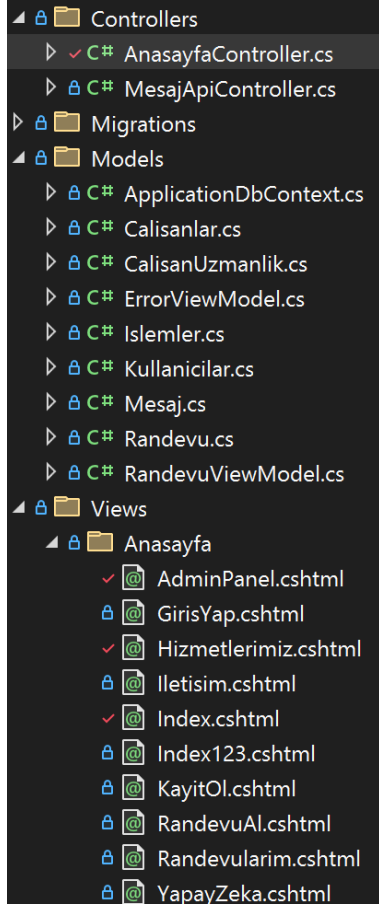 Controllers
C# AnasayfaController.cs
C# MesajApiController.cs
Migrations
Models
C# ApplicationDbContext.cs
C# Calisanlar.cs
C# CalisanUzmanlik.cs
C# ErrorViewModel.cs
C# Islemler.cs
C# Kullanicilar.cs
C# Mesaj.cs
C# Randevu.cs
C# RandevuViewModel.cs
Views
Anasayfa
@ AdminPanel.cshtml
@ GirisYap.cshtml
@ Hizmetlerimiz.cshtml
@ Iletisim.cshtml
@ Index.cshtml
@ Index123.cshtml
@ KayitOl.cshtml
@ RandevuAl.cshtml
@ Randevularim.cshtml
@ YapayZeka.cshtml